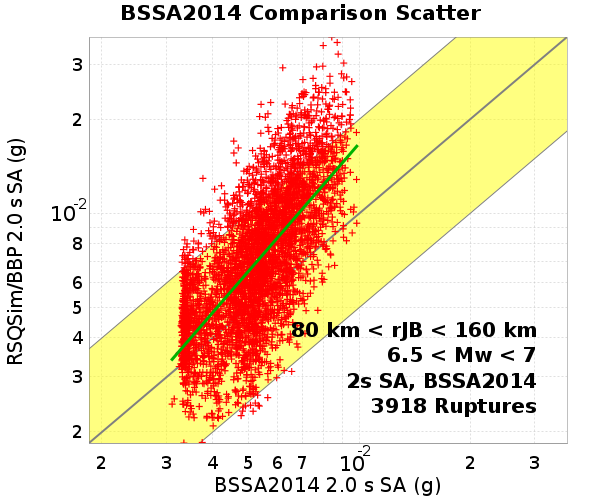 BSSA2014 Comparison Scatter
RSQSim/BBP 2.0 s SA (g)
3
2
10-2
8
6
5
4
3
2
80 km < rJB < 160 km
6.5 < Mw < 7
2s SA, BSSA2014
3918 Ruptures
2 3 4 5 6 7 10-2 2 3
BSSA2014 2.0 s SA (g)